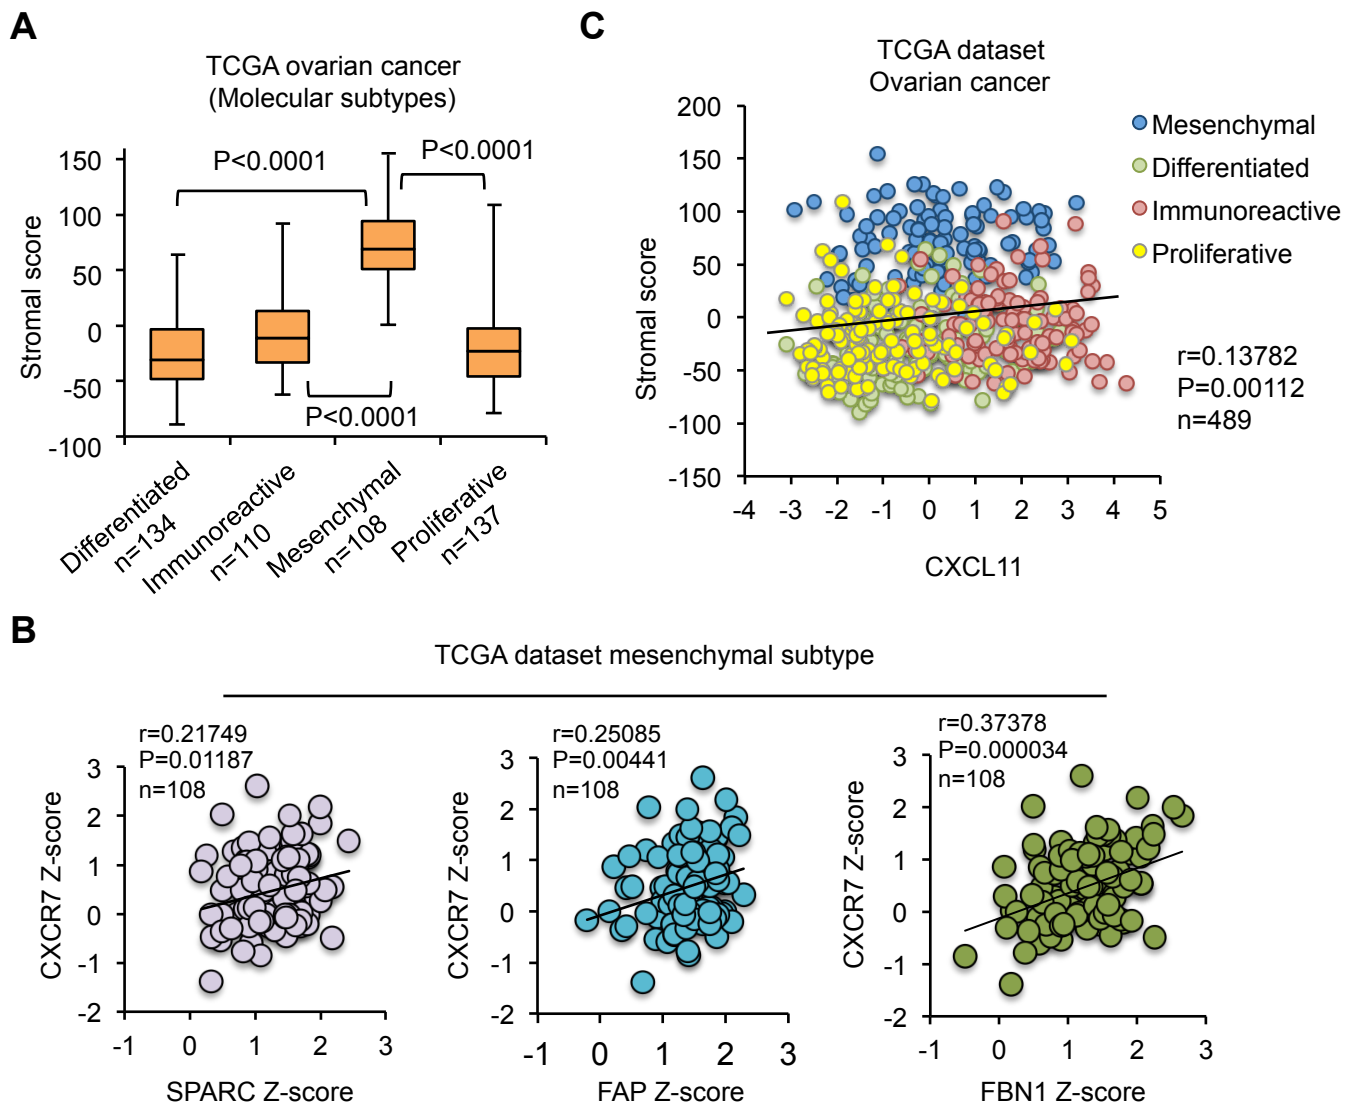 A
TCGA ovarian cancer
(Molecular subtypes)
Stromal score
150
100
50
0
-50
-100
P<0.0001
P<0.0001
P<0.0001
Differentiated
n=134
Immunoreactive
n=110
Mesenchymal
n=108
Proliferative
n=137
C
TCGA dataset
Ovarian cancer
Stromal score
200
150
100
50
0
-50
-100
-150
-4 -3 -2 -1 0 1 2 3 4 5
CXCL11
Mesenchymal
Differentiated
Immunoreactive
Proliferative
r=0.13782
P=0.00112
n=489
B
TCGA dataset mesenchymal subtype
r=0.21749
P=0.01187
n=108
CXCR7 Z-score
3
2
1
0
-1
-2
-1 0 1 2 3
SPARC Z-score
r=0.25085
P=0.00441
n=108
CXCR7 Z-score
3
2
1
0
-1
-2
-1 0 1 2 3
FAP Z-score
r=0.37378
P=0.000034
n=108
CXCR7 Z-score
3
2
1
0
-1
-2
-1 0 1 2 3
FBN1 Z-score